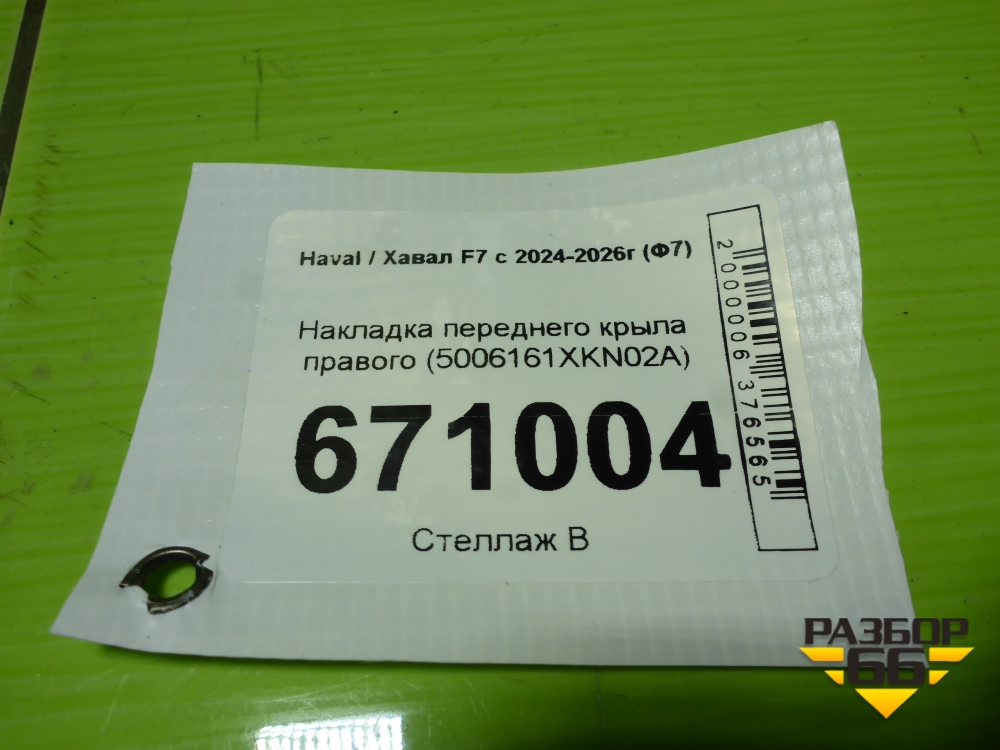 Haval / Хавал F7 с 2024-2026г (Ф7)
Накладка переднего крыла
правого (5006161XKN02A)
671004
Стеллаж В
2000006376565
РАЗБОР
66